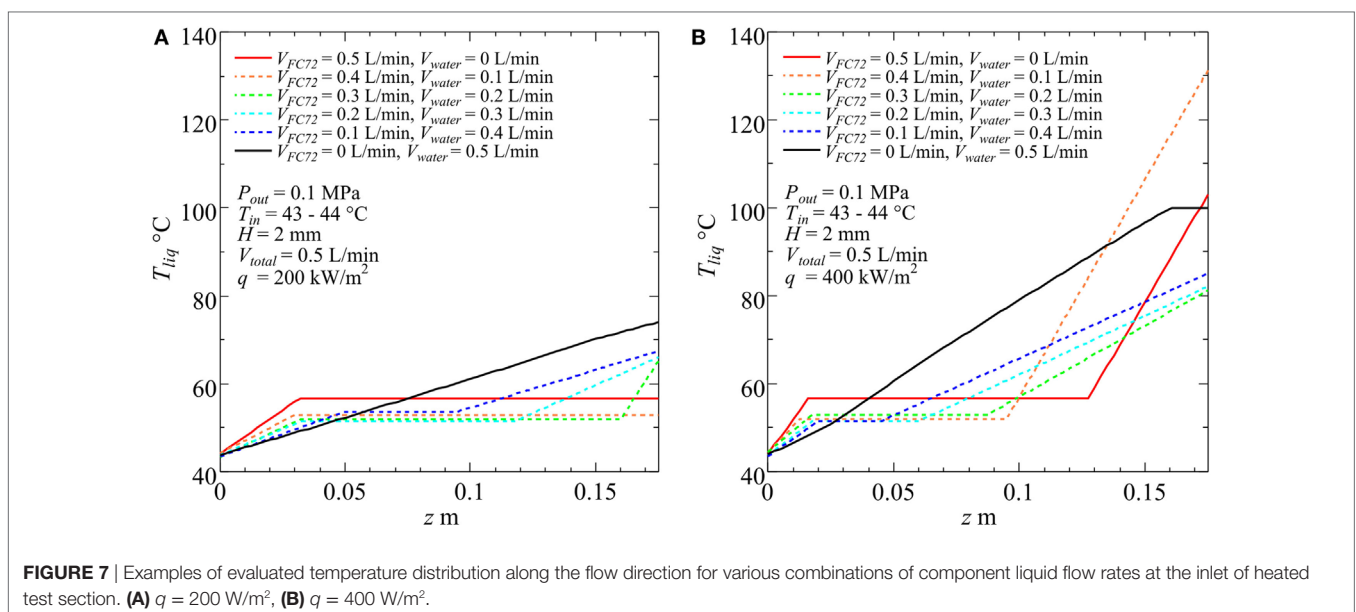 A
140
120
100
80
60
40
T_liq °C
V_FC72 = 0.5 L/min, V_water = 0 L/min
V_FC72 = 0.4 L/min, V_water = 0.1 L/min
V_FC72 = 0.3 L/min, V_water = 0.2 L/min
V_FC72 = 0.2 L/min, V_water = 0.3 L/min
V_FC72 = 0.1 L/min, V_water = 0.4 L/min
V_FC72 = 0 L/min, V_water = 0.5 L/min
P_out = 0.1 MPa
T_in = 43 - 44 °C
H = 2 mm
V_total = 0.5 L/min
q = 200 kW/m²
0 0.05 0.1 0.15
z m
B
140
120
100
80
60
40
T_liq °C
V_FC72 = 0.5 L/min, V_water = 0 L/min
V_FC72 = 0.4 L/min, V_water = 0.1 L/min
V_FC72 = 0.3 L/min, V_water = 0.2 L/min
V_FC72 = 0.2 L/min, V_water = 0.3 L/min
V_FC72 = 0.1 L/min, V_water = 0.4 L/min
V_FC72 = 0 L/min, V_water = 0.5 L/min
P_out = 0.1 MPa
T_in = 43 - 44 °C
H = 2 mm
V_total = 0.5 L/min
q = 400 kW/m²
0 0.05 0.1 0.15
z m
FIGURE 7 | Examples of evaluated temperature distribution along the flow direction for various combinations of component liquid flow rates at the inlet of heated
test section. (A) q = 200 W/m², (B) q = 400 W/m².